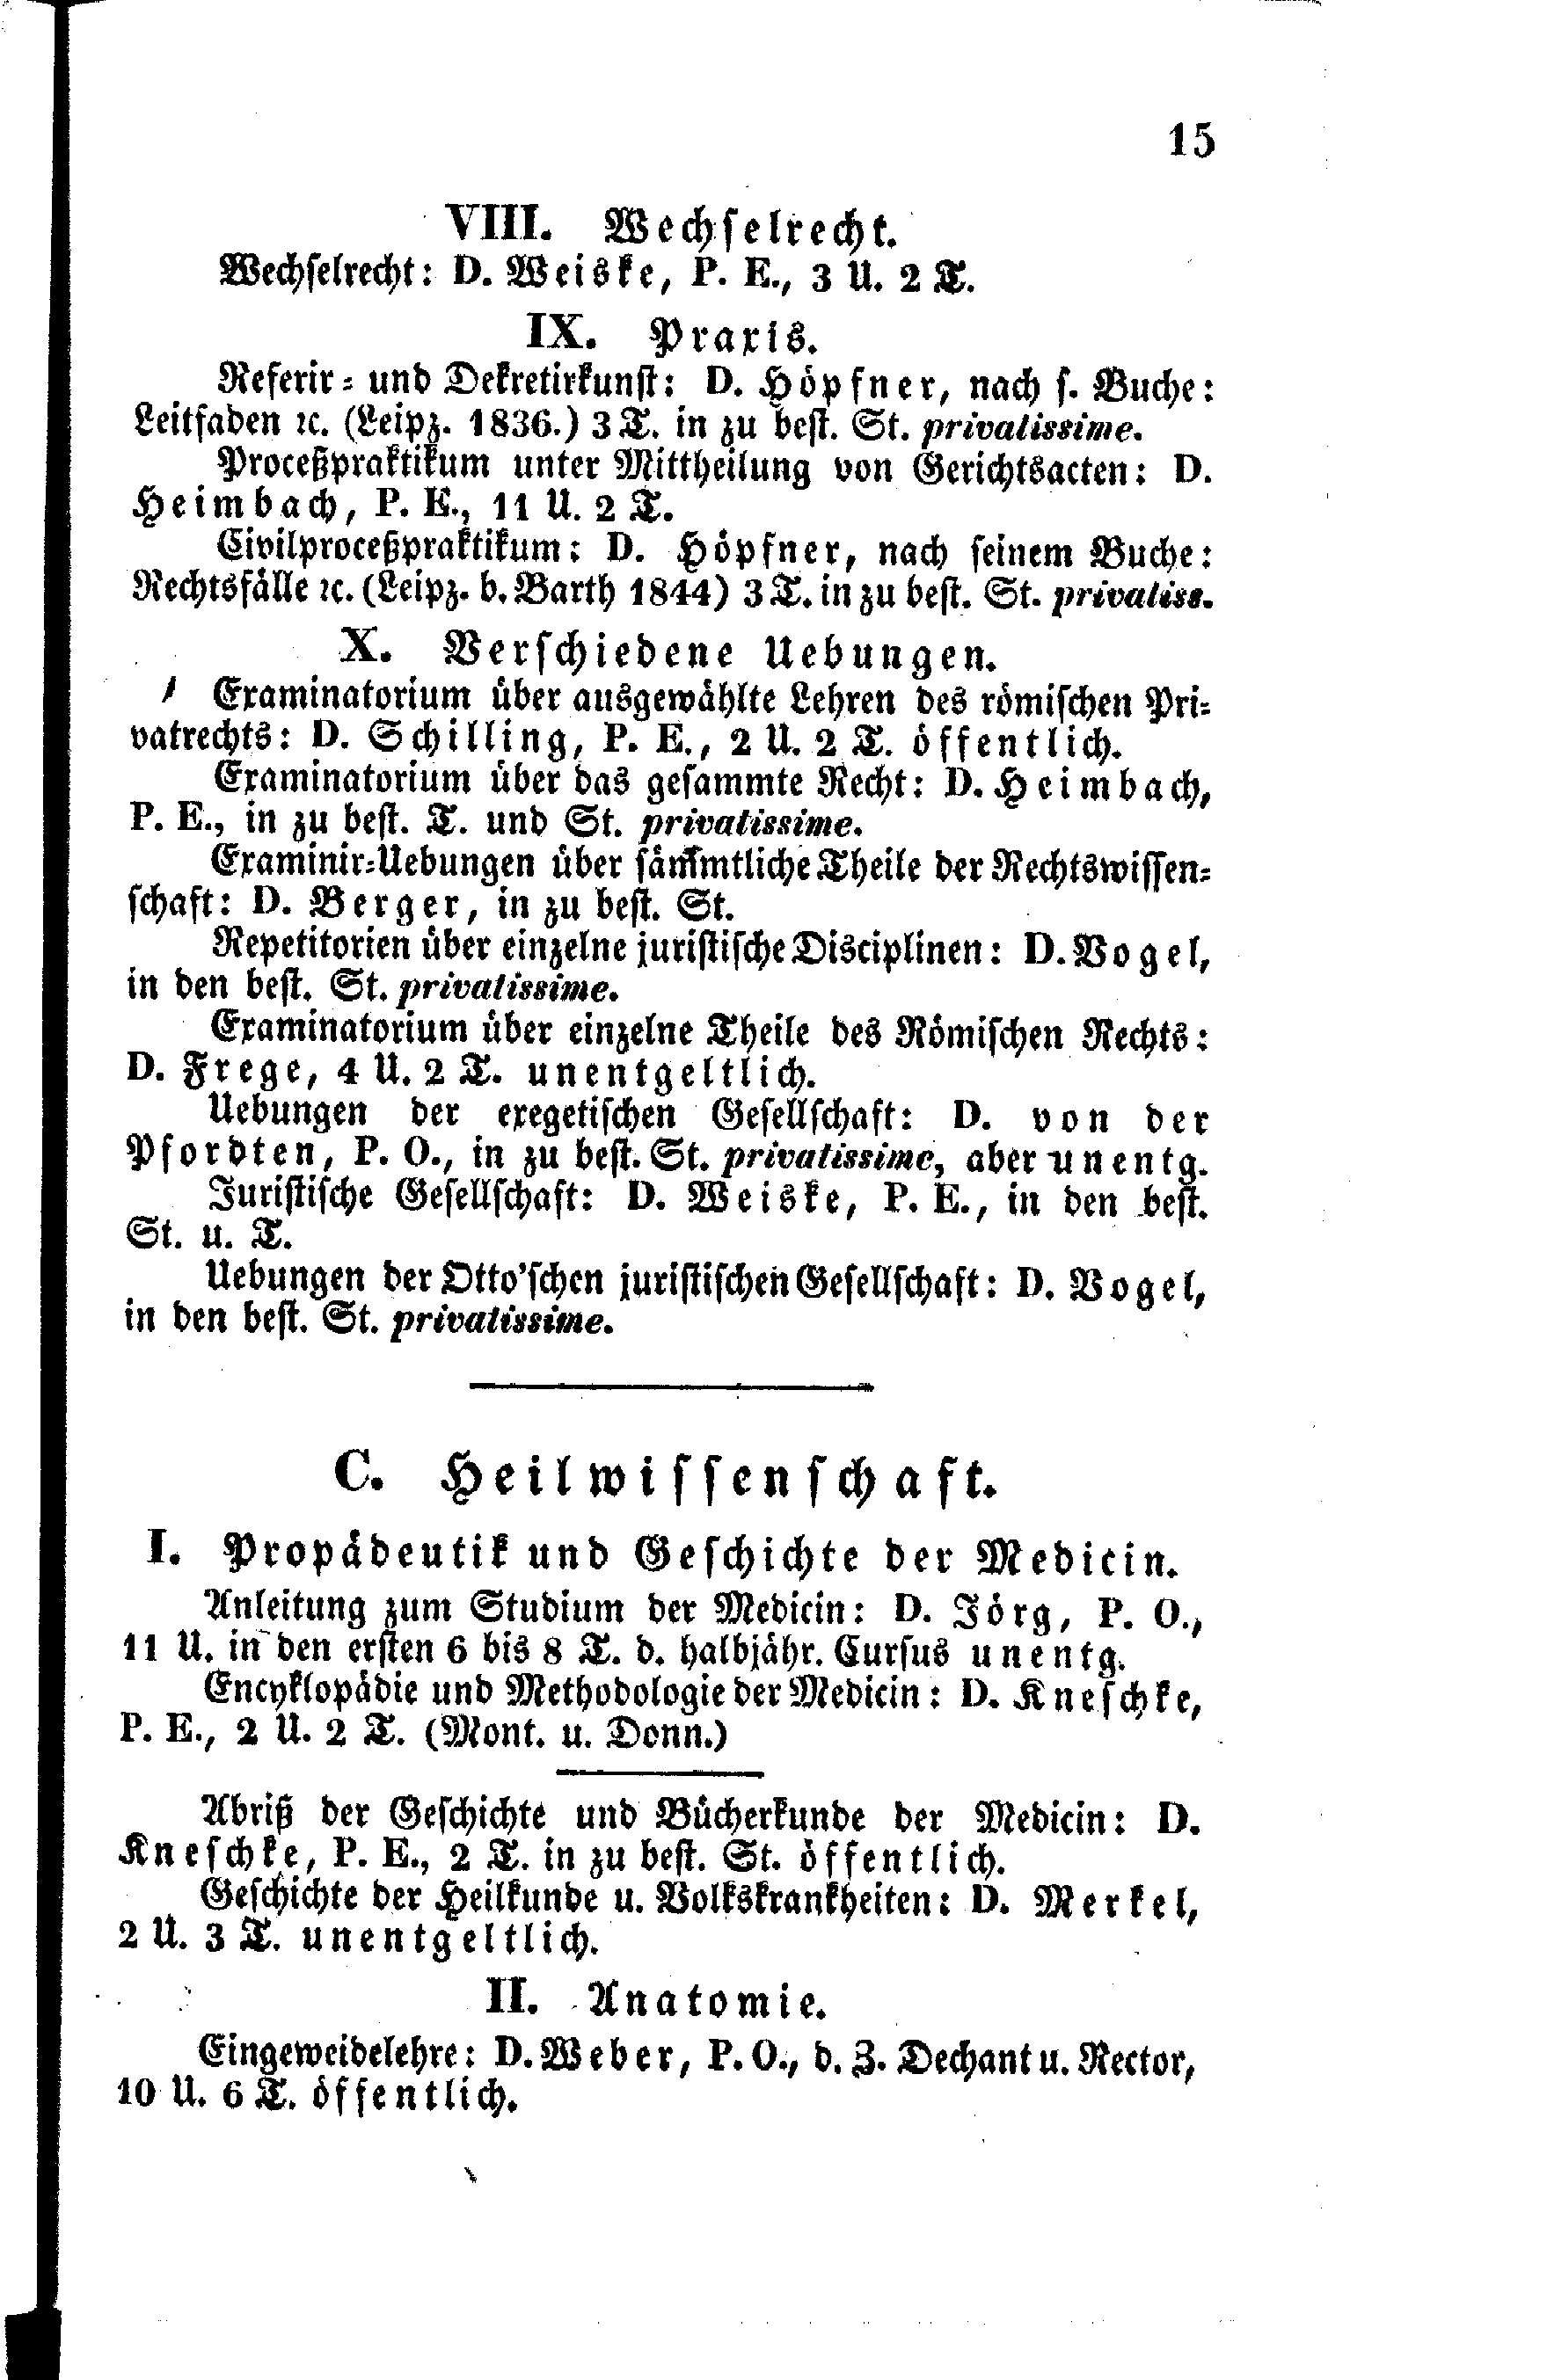 15
VIII. Wechselrecht.
Wechselrecht: D. Weiske, P. E., 3 U. 2 T.
IX. Praxis.
Referir- und Dekretirkunst: D. Höpfner, nach s. Buche:
Leitfaden ꝛc. (Leipz. 1836.) 3 T. in zu best. St. privatissime.
Proceßpraktikum unter Mittheilung von Gerichtsacten: D.
Heimbach, P. E., 11 U. 2 T.
Civilproceßpraktikum: D. Höpfner, nach seinem Buche:
Rechtsfälle ꝛc. (Leipz. b. Barth 1844) 3 T. in zu best. St. privatiss.
X. Verschiedene Uebungen.
Examinatorium über ausgewählte Lehren des römischen Pri-
vatrechts: D. Schilling, P. E., 2 U. 2 T. öffentlich.
Examinatorium über das gesammte Recht: D. Heimbach,
P. E., in zu best. T. und St. privatissime.
Examinir-Uebungen über sämmtliche Theile der Rechtswissen-
schaft: D. Berger, in zu best. St.
Repetitorien über einzelne juristische Disciplinen: D. Vogel,
in den best. St. privatissime.
Examinatorium über einzelne Theile des Römischen Rechts:
D. Frege, 4 U. 2 T. unentgeltlich.
Uebungen der exegetischen Gesellschaft: D. von der
Pfordten, P. O., in zu best. St. privatissime, aber unentg.
Juristische Gesellschaft: D. Weiske, P. E., in den best.
St. u. T.
Uebungen der Otto'schen juristischen Gesellschaft: D. Vogel,
in den best. St. privatissime.
C. Heilwissenschaft.
I. Propädeutik und Geschichte der Medicin.
Anleitung zum Studium der Medicin: D. Jörg, P. O.,
11 U. in den ersten 6 bis 8 T. d. halbjähr. Cursus unentg.
Encyklopädie und Methodologie der Medicin: D. Kneschke,
P. E., 2 U. 2 T. (Mont. u. Donn.)
Abriß der Geschichte und Bücherkunde der Medicin: D.
Kneschke, P. E., 2 T. in zu best. St. öffentlich.
Geschichte der Heilkunde u. Volkskrankheiten: D. Merkel,
2 U. 3 T. unentgeltlich.
II. Anatomie.
Eingeweidelehre: D. Weber, P. O., d. Z. Dechant u. Rector,
10 U. 6 T. öffentlich.